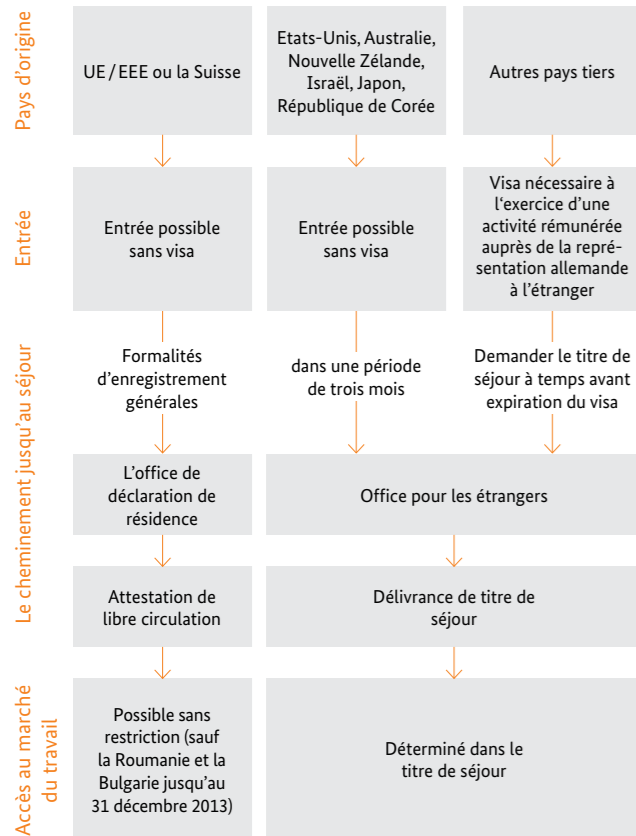 Pays d'origine
UE / EEE ou la Suisse
Etats-Unis, Australie,
Nouvelle Zélande,
Israël, Japon,
République de Corée
Autres pays tiers
Entrée
Entrée possible
sans visa
Entrée possible
sans visa
Visa nécessaire à
l'exercice d'une
activité rémunérée
auprès de la repré-
sentation allemande
à l'étranger
Le cheminement jusqu'au séjour
Formalités
d'enregistrement
générales
dans une période
de trois mois
Demander le titre de
séjour à temps avant
expiration du visa
L'office de
déclaration de
résidence
Office pour les étrangers
Attestation de
libre circulation
Délivrance de titre de
séjour
Accès au marché
du travail
Possible sans
restriction (sauf
la Roumanie et la
Bulgarie jusqu'au
31 décembre 2013)
Déterminé dans le
titre de séjour